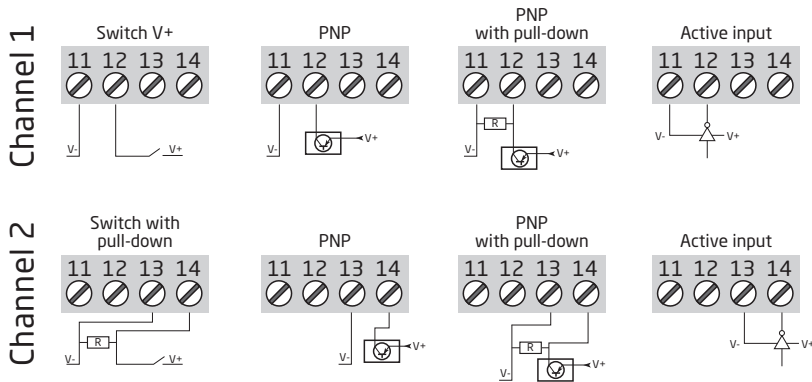 Channel 1
Switch V+
11 12 13 14
V- V+
PNP
11 12 13 14
V- V+
PNP
with pull-down
11 12 13 14
R
V- V+
Active input
11 12 13 14
V- V+
Channel 2
Switch with
pull-down
11 12 13 14
R
V- V+
PNP
11 12 13 14
V- V+
PNP
with pull-down
11 12 13 14
R
V- V+
Active input
11 12 13 14
V- V+